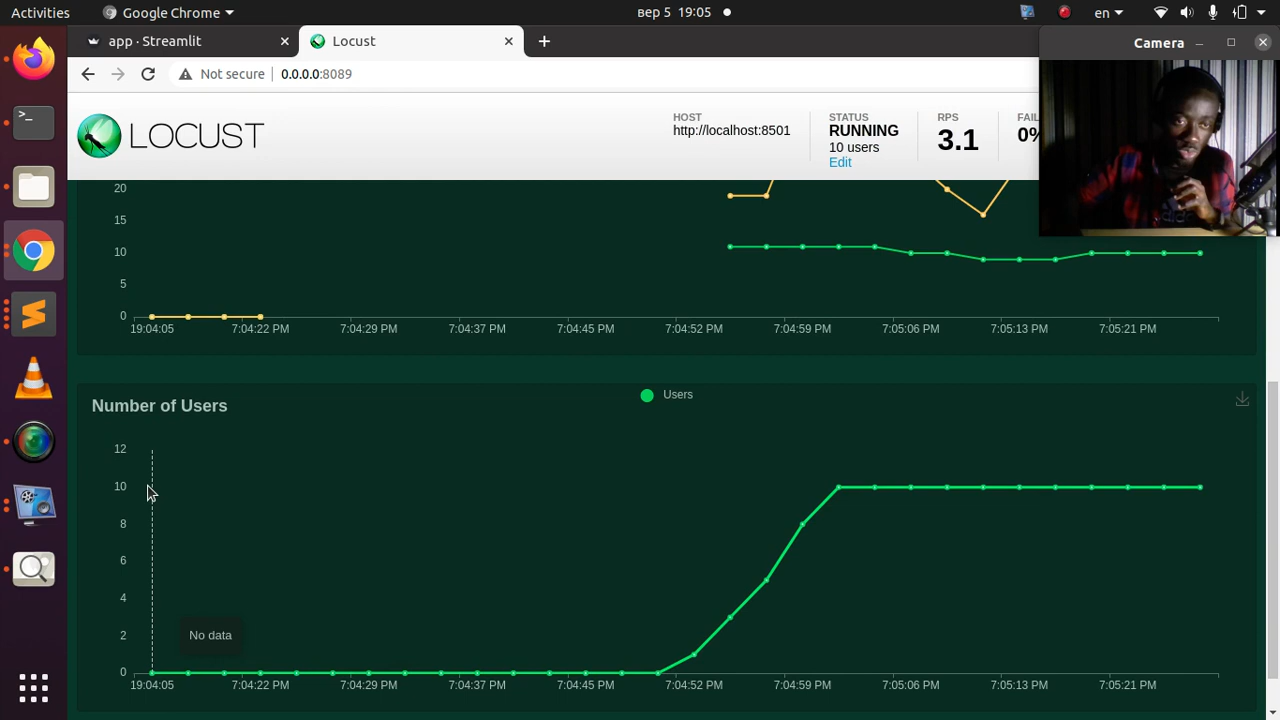 Activities
Google Chrome
вер 5 19:05
en
app · Streamlit
Locust
Not secure
0.0.0.0:8089
Camera
LOCUST
HOST
http://localhost:8501
STATUS
RUNNING
10 users
Edit
RPS
3.1
FAIL
0%
20
15
10
5
0
19:04:05
7:04:22 PM
7:04:29 PM
7:04:37 PM
7:04:45 PM
7:04:52 PM
7:04:59 PM
7:05:06 PM
7:05:13 PM
7:05:21 PM
Number of Users
Users
12
10
8
6
4
2
0
No data
19:04:05
7:04:22 PM
7:04:29 PM
7:04:37 PM
7:04:45 PM
7:04:52 PM
7:04:59 PM
7:05:06 PM
7:05:13 PM
7:05:21 PM